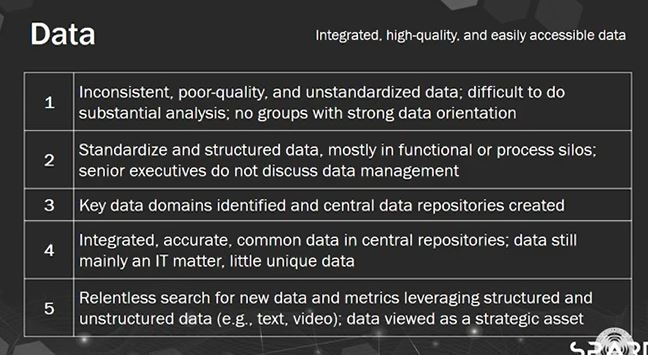 Data
Integrated, high-quality, and easily accessible data
1
Inconsistent, poor-quality, and unstandardized data; difficult to do
substantial analysis; no groups with strong data orientation
2
Standardize and structured data, mostly in functional or process silos;
senior executives do not discuss data management
3
Key data domains identified and central data repositories created
4
Integrated, accurate, common data in central repositories; data still
mainly an IT matter, little unique data
5
Relentless search for new data and metrics leveraging structured and
unstructured data (e.g., text, video); data viewed as a strategic asset